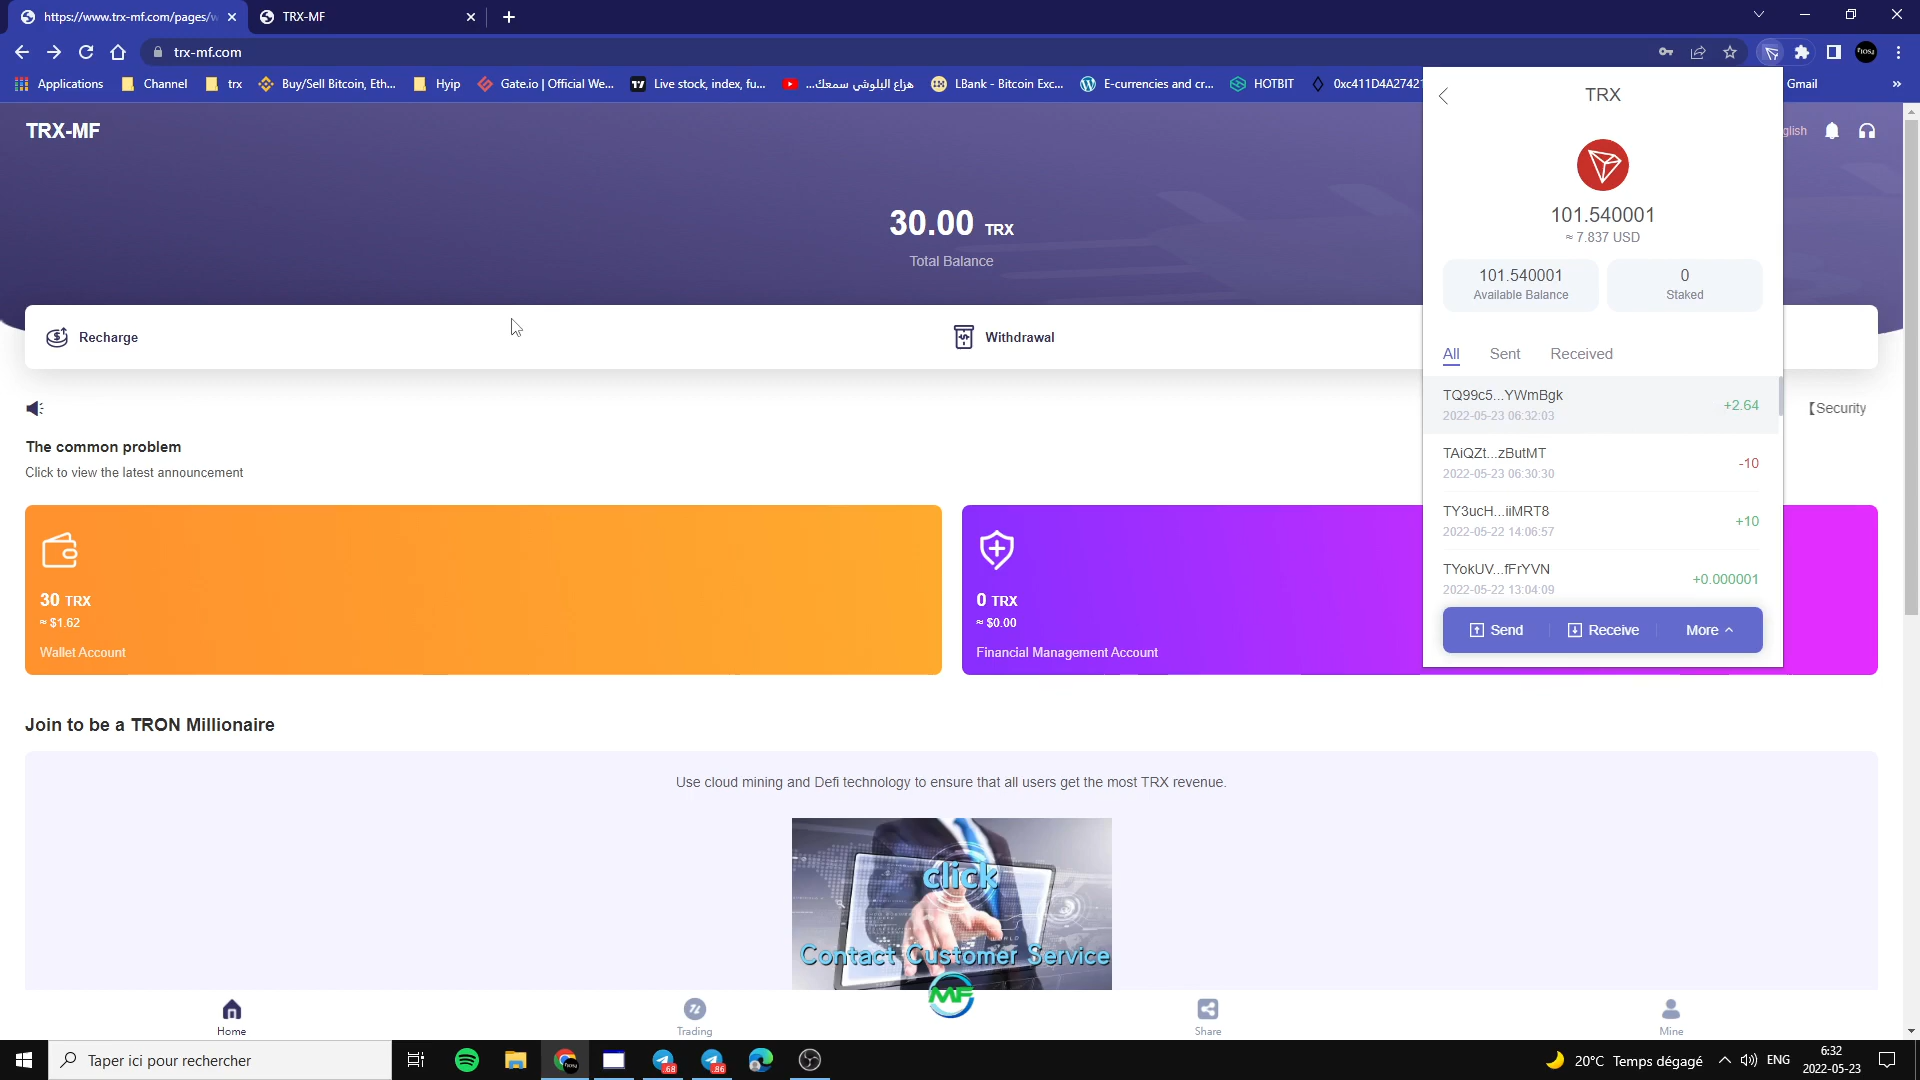 https://www.trx-mf.com/pages/w
TRX-MF
trx-mf.com
Applications
Channel
trx
Buy/Sell Bitcoin, Eth...
Hyip
Gate.io | Official We...
Live stock, index, fu...
هزاع البلوشي سمعك...
LBank - Bitcoin Exc...
E-currencies and cr...
HOTBIT
0xc411D4A27421
Gmail
TRX-MF
glish
30.00 TRX
Total Balance
Recharge
Withdrawal
【Security
The common problem
Click to view the latest announcement
30 TRX
≈ $1.62
Wallet Account
0 TRX
≈ $0.00
Financial Management Account
TRX
101.540001
≈ 7.837 USD
101.540001
Available Balance
0
Staked
All Sent Received
TQ99c5...YWmBgk
2022-05-23 06:32:03
+2.64
TAiQZt...zButMT
2022-05-23 06:30:30
-10
TY3ucH...iiMRT8
2022-05-22 14:06:57
+10
TYokUV...fFrYVN
2022-05-22 13:04:09
+0.000001
Send
Receive
More
Join to be a TRON Millionaire
Use cloud mining and Defi technology to ensure that all users get the most TRX revenue.
click
Contact Customer Service
MF
Home
Trading
Share
Mine
Taper ici pour rechercher
.68
.86
20°C Temps dégagé
ENG
6:32
2022-05-23